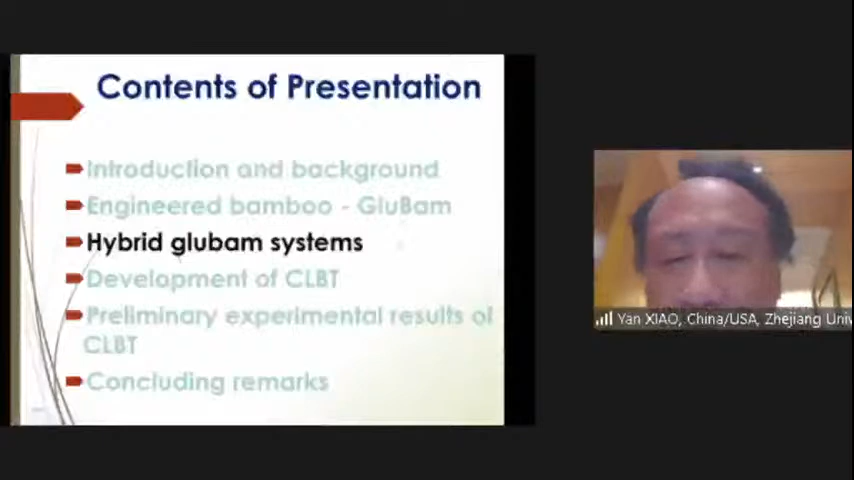 Contents of Presentation
Introduction and background
Engineered bamboo - GluBam
Hybrid glubam systems
Development of CLBT
Preliminary experimental results of
CLBT
Concluding remarks
Yan XIAO, China/USA, Zhejiang Univ